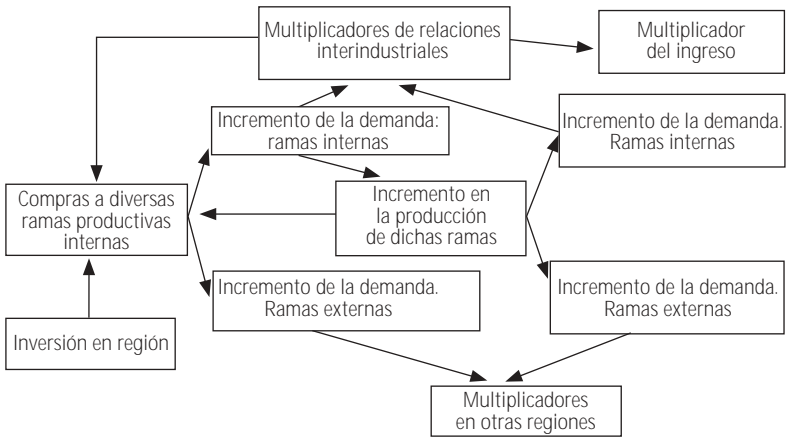 Multiplicadores de relaciones
interindustriales
Multiplicador
del ingreso
Incremento de la demanda:
ramas internas
Incremento de la demanda.
Ramas internas
Compras a diversas
ramas productivas
internas
Incremento en
la producción
de dichas ramas
Incremento de la demanda.
Ramas externas
Incremento de la demanda.
Ramas externas
Inversión en región
Multiplicadores
en otras regiones